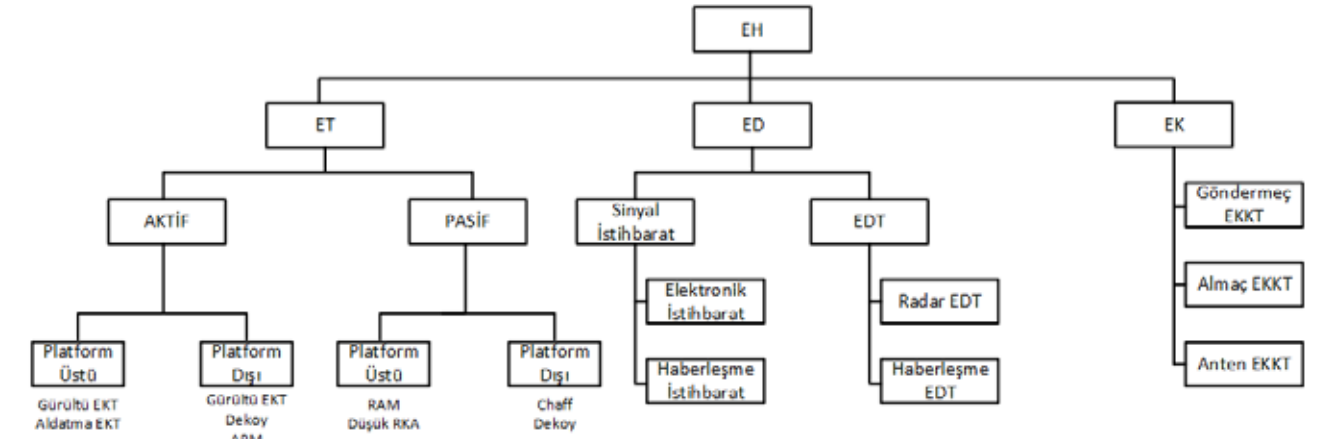 EH
ET
ED
EK
AKTİF
PASİF
Sinyal
İstihbarat
EDT
Göndermeç
EKKT
Elektronik
İstihbarat
Radar EDT
Almaç EKKT
Platform
Üstü
Platform
Dışı
Platform
Üstü
Platform
Dışı
Haberleşme
İstihbarat
Haberleşme
EDT
Anten EKKT
Gürültü EKT
Aldatma EKT
Gürültü EKT
Dekoy
RAM
Düşük RKA
Chaff
Dekoy